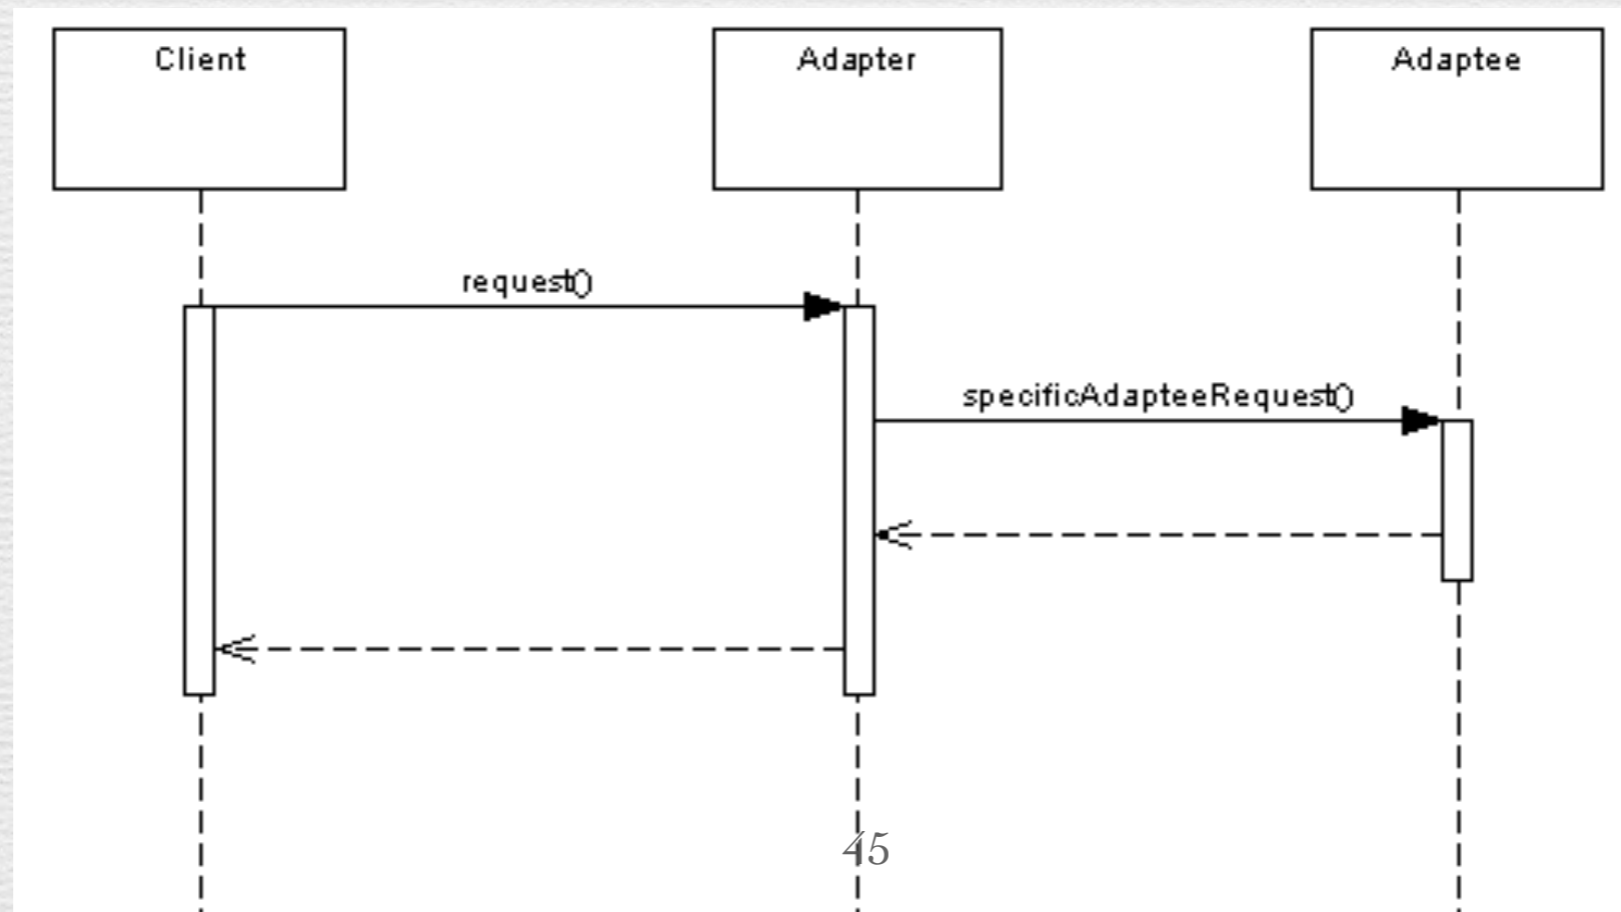 Client
Adapter
Adaptee
request()
specificAdapteeRequest()
45